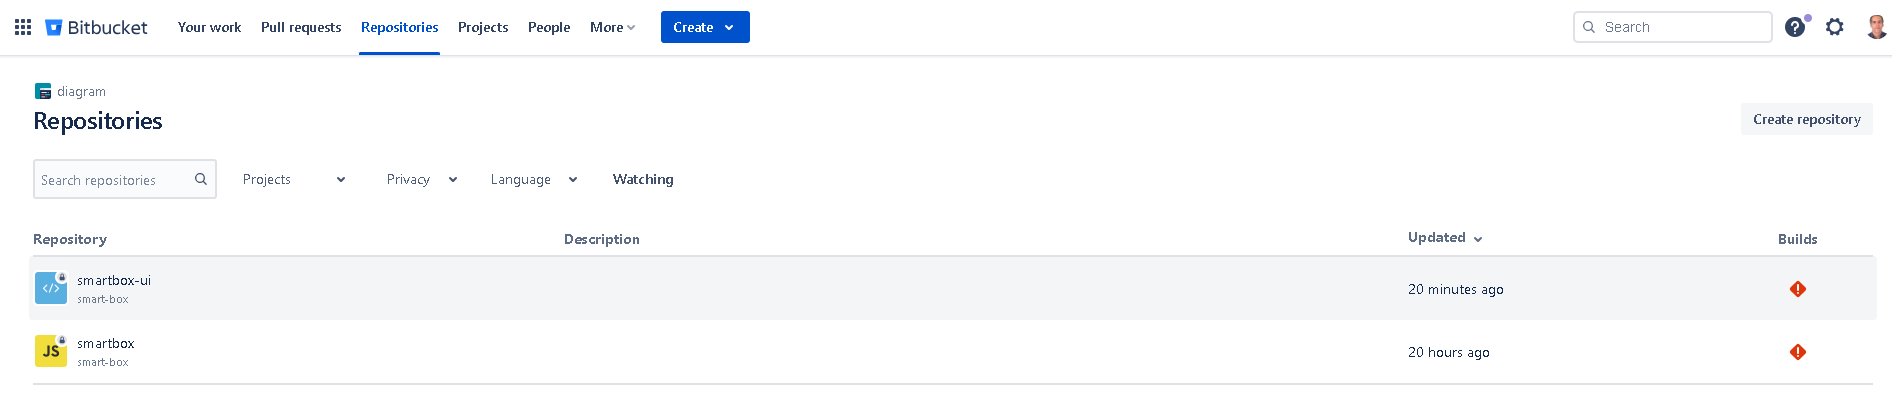 Bitbucket Your work Pull requests Repositories Projects People More Create Search
diagram
Repositories
Create repository
Search repositories Projects Privacy Language Watching
Repository Description Updated Builds
smartbox-ui
smart-box
20 minutes ago
JS
smartbox
smart-box
20 hours ago